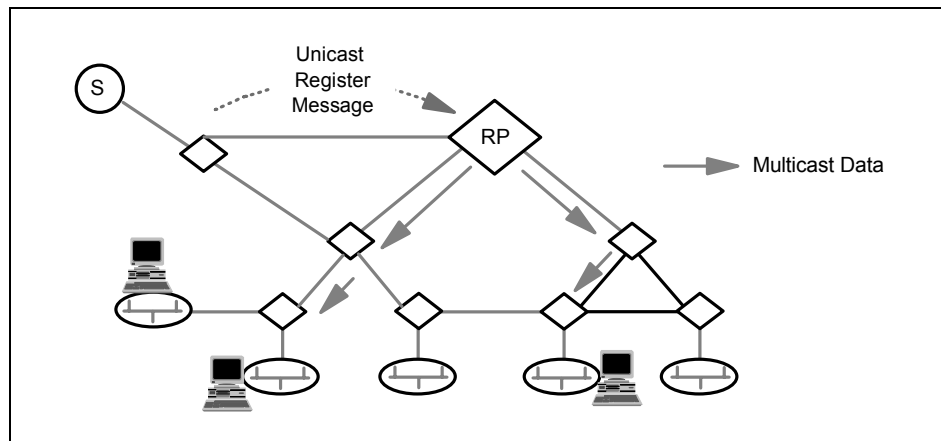 Unicast
Register
Message
S
RP
Multicast Data